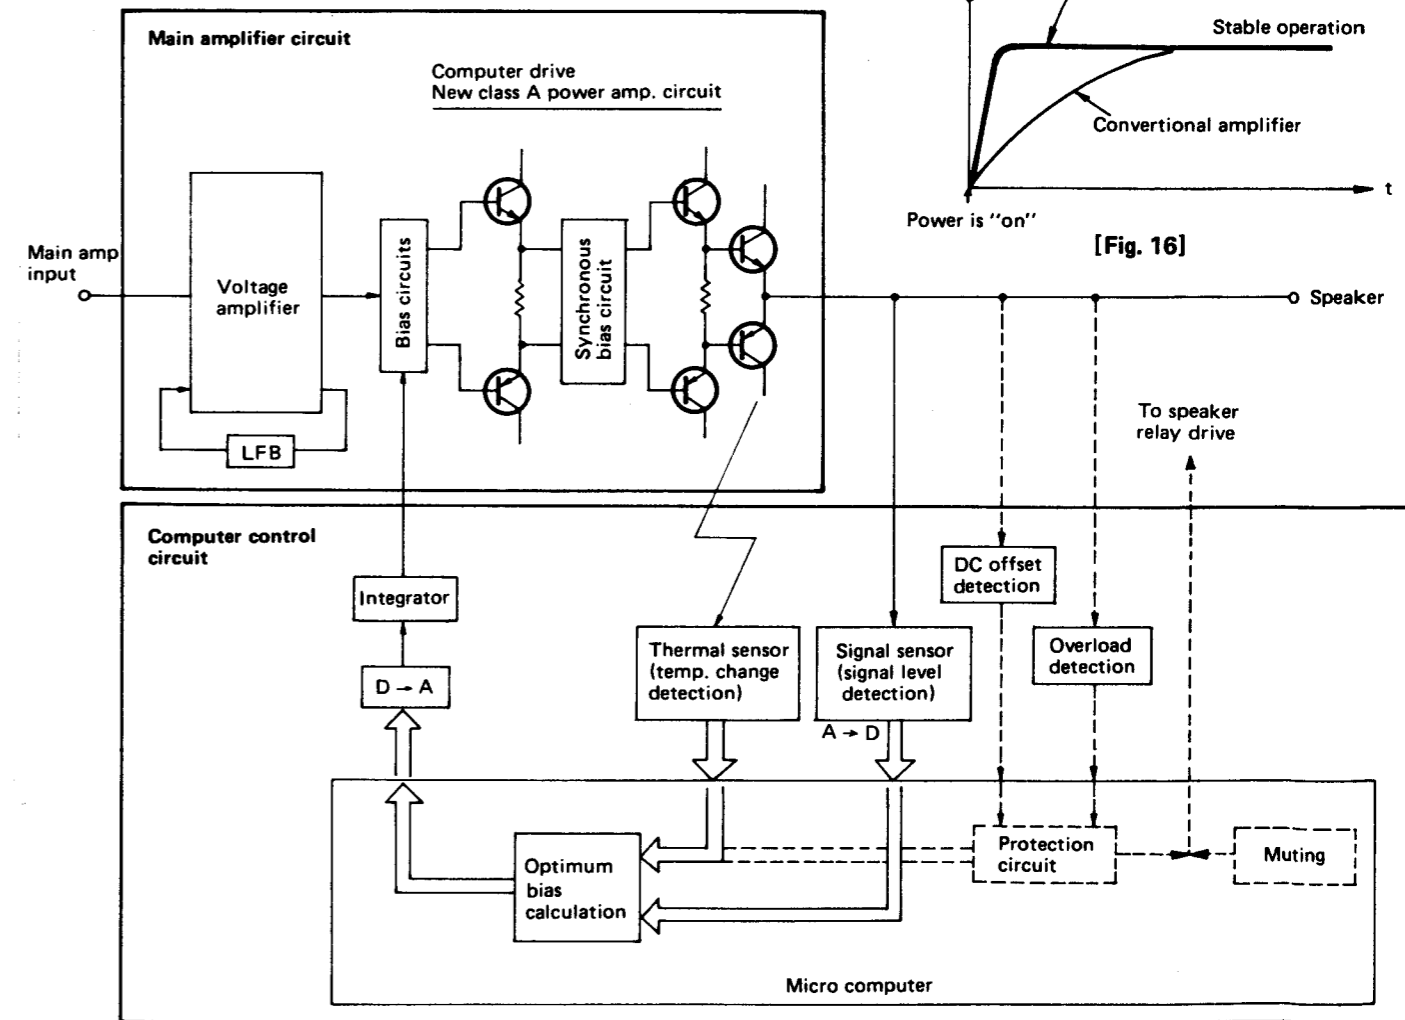 Main amplifier circuit
Computer drive
New class A power amp. circuit
Stable operation
Convertional amplifier
t
Power is "on"
[Fig. 16]
Main amp
input
Voltage
amplifier
Bias circuits
Synchronous
bias circuit
Speaker
LFB
To speaker
relay drive
Computer control
circuit
Integrator
D → A
Thermal sensor
(temp. change
detection)
Signal sensor
(signal level
detection)
A → D
DC offset
detection
Overload
detection
Optimum
bias
calculation
Protection
circuit
Muting
Micro computer